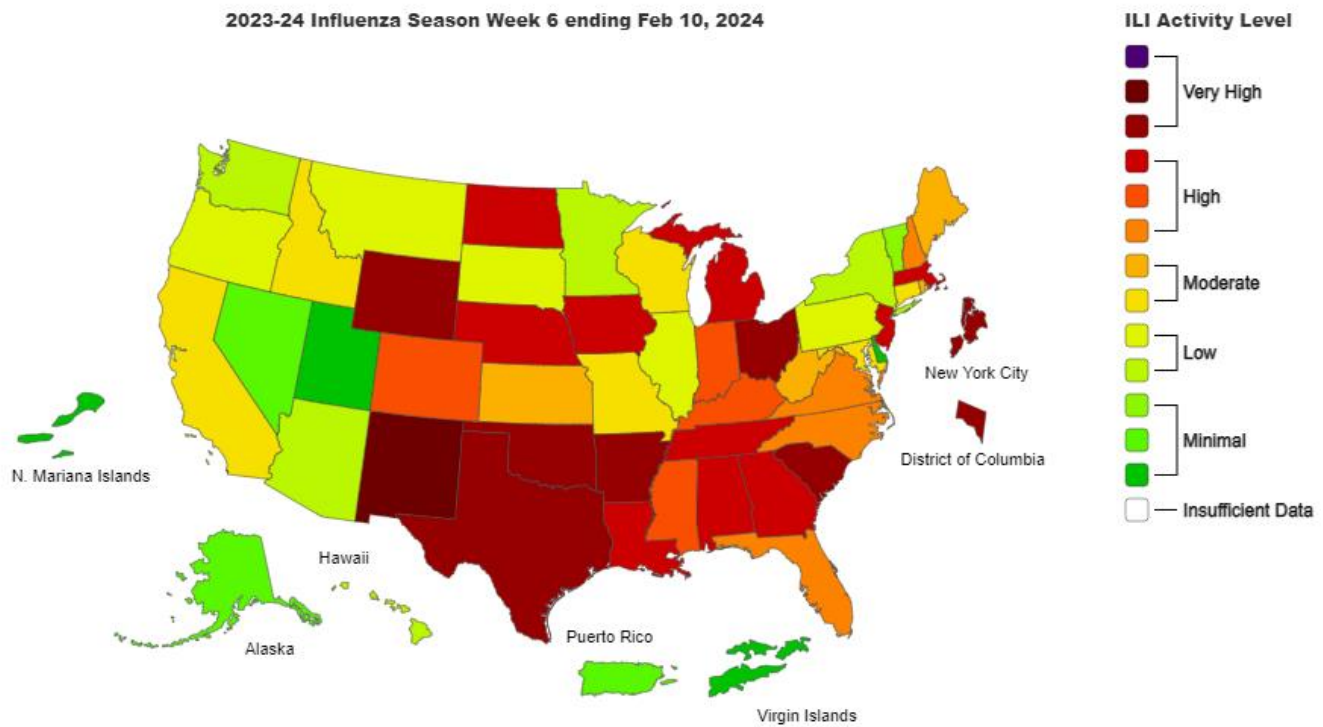 2023-24 Influenza Season Week 6 ending Feb 10, 2024
ILI Activity Level
Very High
High
Moderate
Low
Minimal
Insufficient Data
New York City
District of Columbia
N. Mariana Islands
Hawaii
Alaska
Puerto Rico
Virgin Islands